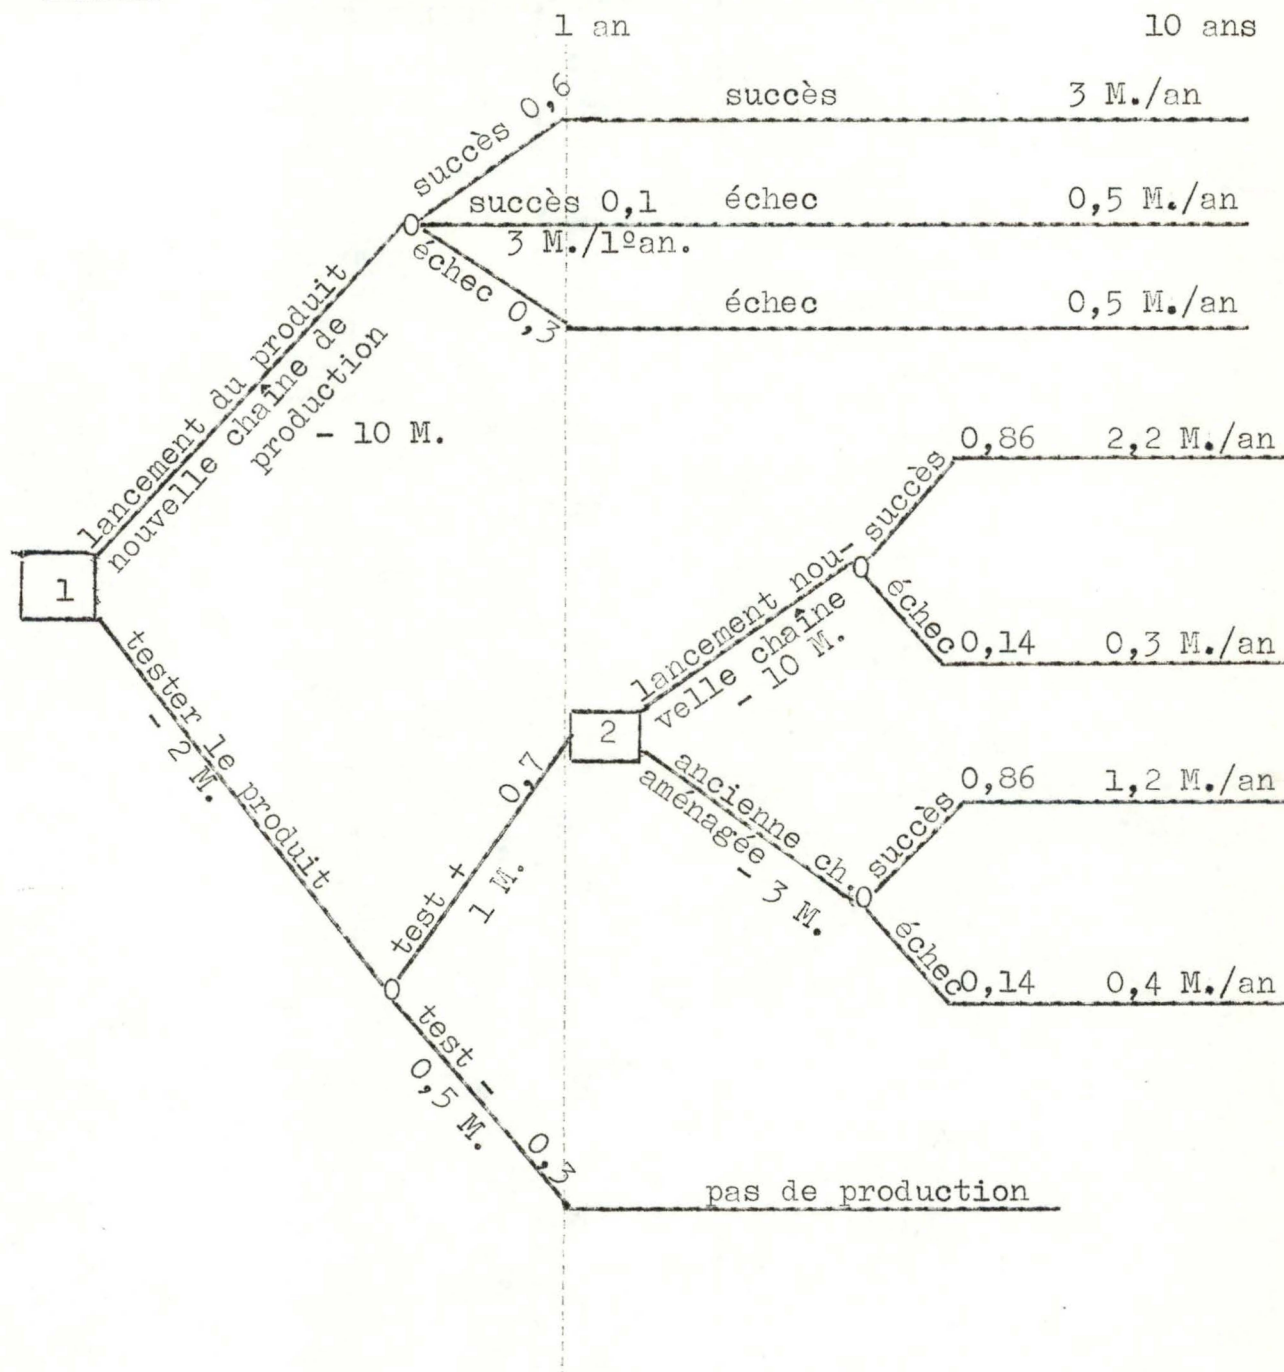 1 an 10 ans
succès 0,6 succès 3 M./an
succès 0,1 échec 0,5 M./an
3 M./1ºan.
échec 0,3 échec 0,5 M./an
lancement du produit
nouvelle chaîne de
production
- 10 M.
1
tester le produit
- 2 M.
test + 0,7
1 M.
test - 0,3
0,5 M.
pas de production
2
lancement nou-
velle chaîne
- 10 M.
succès 0,86 2,2 M./an
échec 0,14 0,3 M./an
ancienne ch.
aménagée
- 3 M.
succès 0,86 1,2 M./an
échec 0,14 0,4 M./an